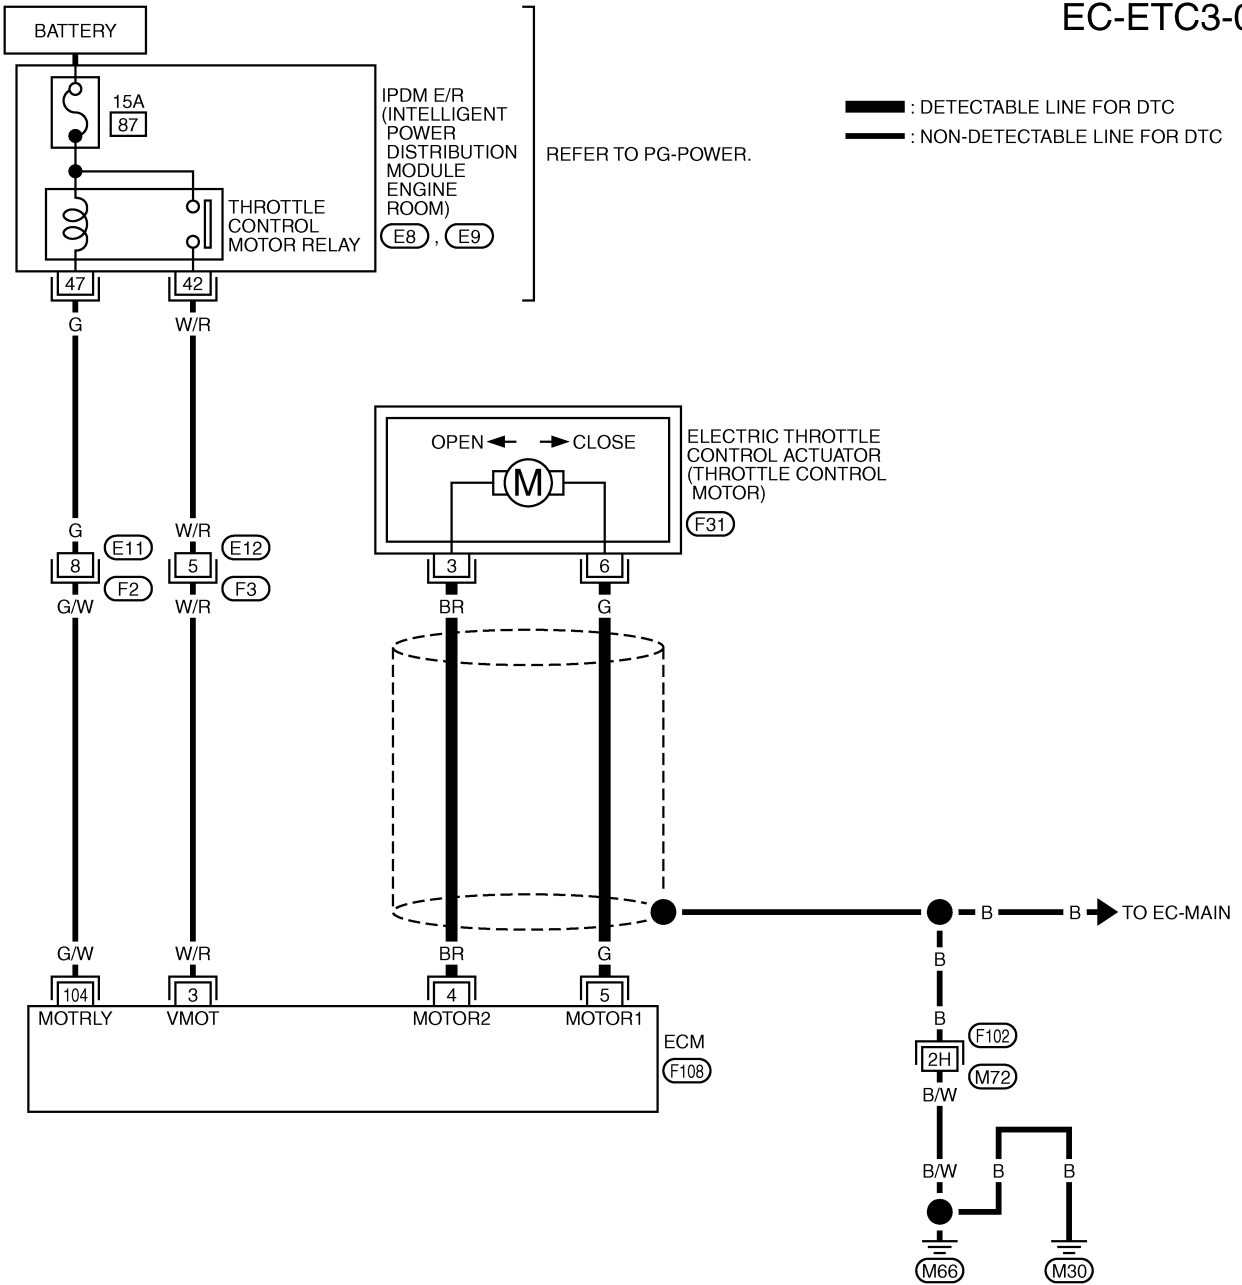 EC-ETC3-0
BATTERY
15A
87
IPDM E/R
(INTELLIGENT
POWER
DISTRIBUTION
MODULE
ENGINE
ROOM)
E8 , E9
REFER TO PG-POWER.
: DETECTABLE LINE FOR DTC
: NON-DETECTABLE LINE FOR DTC
THROTTLE
CONTROL
MOTOR RELAY
47 42
G W/R
G W/R
8 E11 5 E12
F2 F3
G/W W/R
OPEN CLOSE
M
ELECTRIC THROTTLE
CONTROL ACTUATOR
(THROTTLE CONTROL
MOTOR)
F31
3 6
BR G
B B TO EC-MAIN
G/W W/R BR G
104 3 4 5
MOTRLY VMOT MOTOR2 MOTOR1
ECM
F108
B
B
F102
2H
M72
B/W
B/W B B
M66 M30